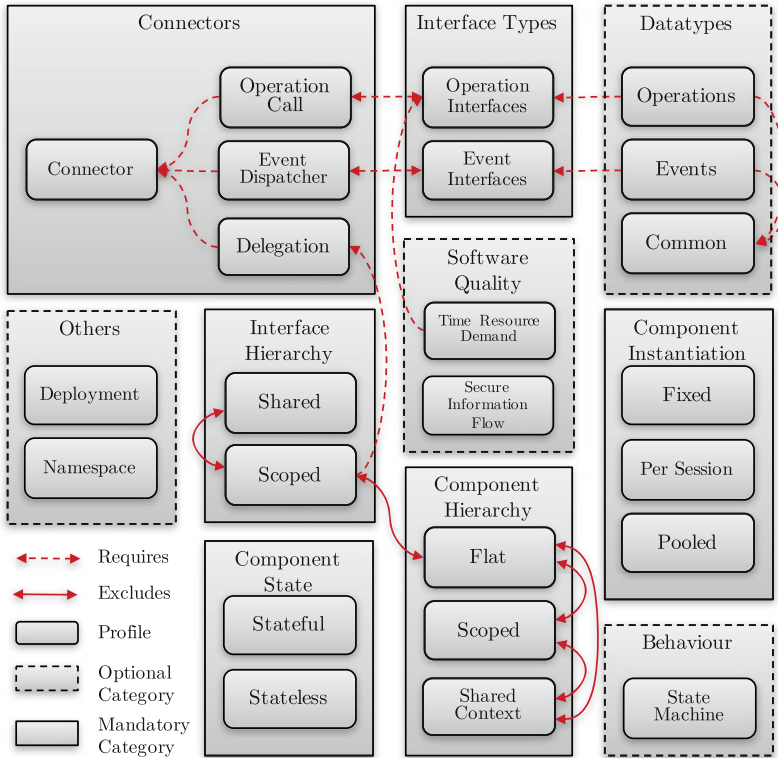 Connectors
Operation
Call
Connector
Event
Dispatcher
Delegation
Interface Types
Operation
Interfaces
Event
Interfaces
Datatypes
Operations
Events
Common
Software
Quality
Time Resource
Demand
Secure
Information
Flow
Others
Deployment
Namespace
Interface
Hierarchy
Shared
Scoped
Component
Instantiation
Fixed
Per Session
Pooled
Component
Hierarchy
Flat
Scoped
Shared
Context
Component
State
Stateful
Stateless
Behaviour
State
Machine
Requires
Excludes
Profile
Optional
Category
Mandatory
Category